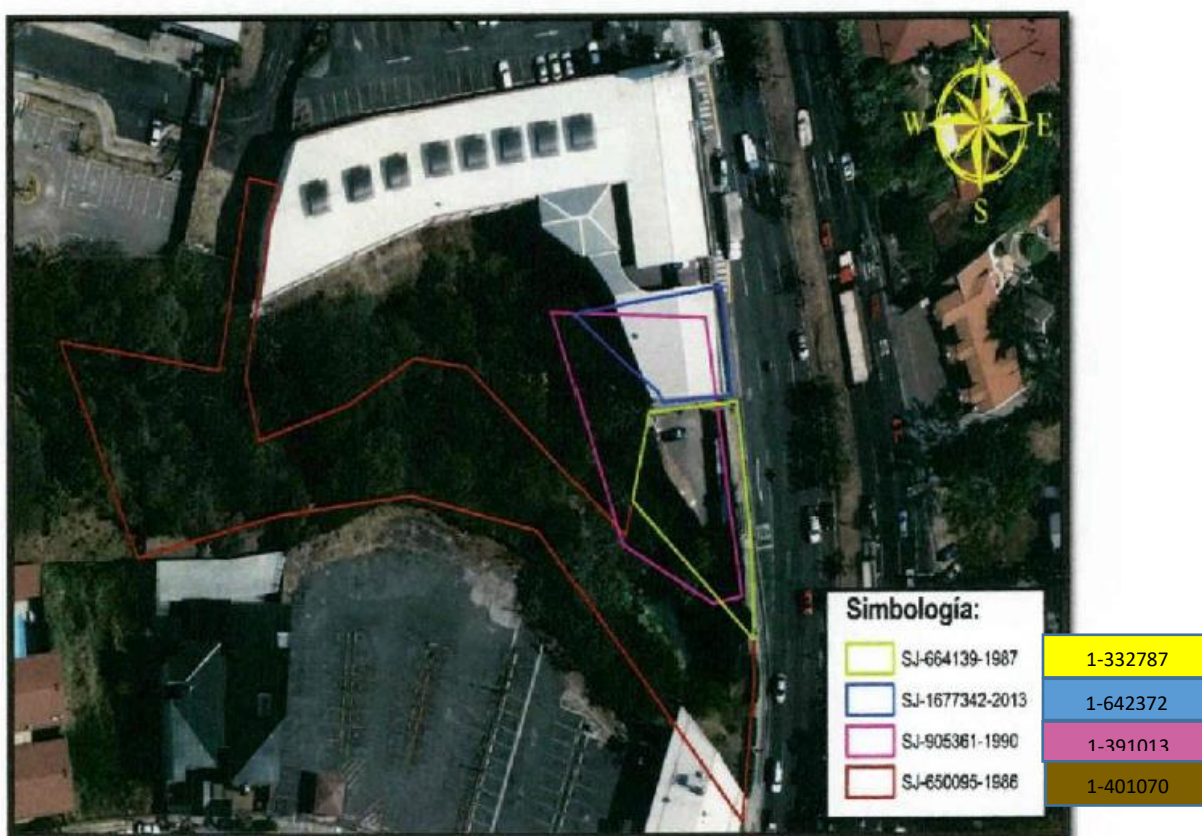 N
W E
S
Simbología:
SJ-664139-1987 1-332787
SJ-1677342-2013 1-642372
SJ-905361-1990 1-391013
SJ-650095-1986 1-401070